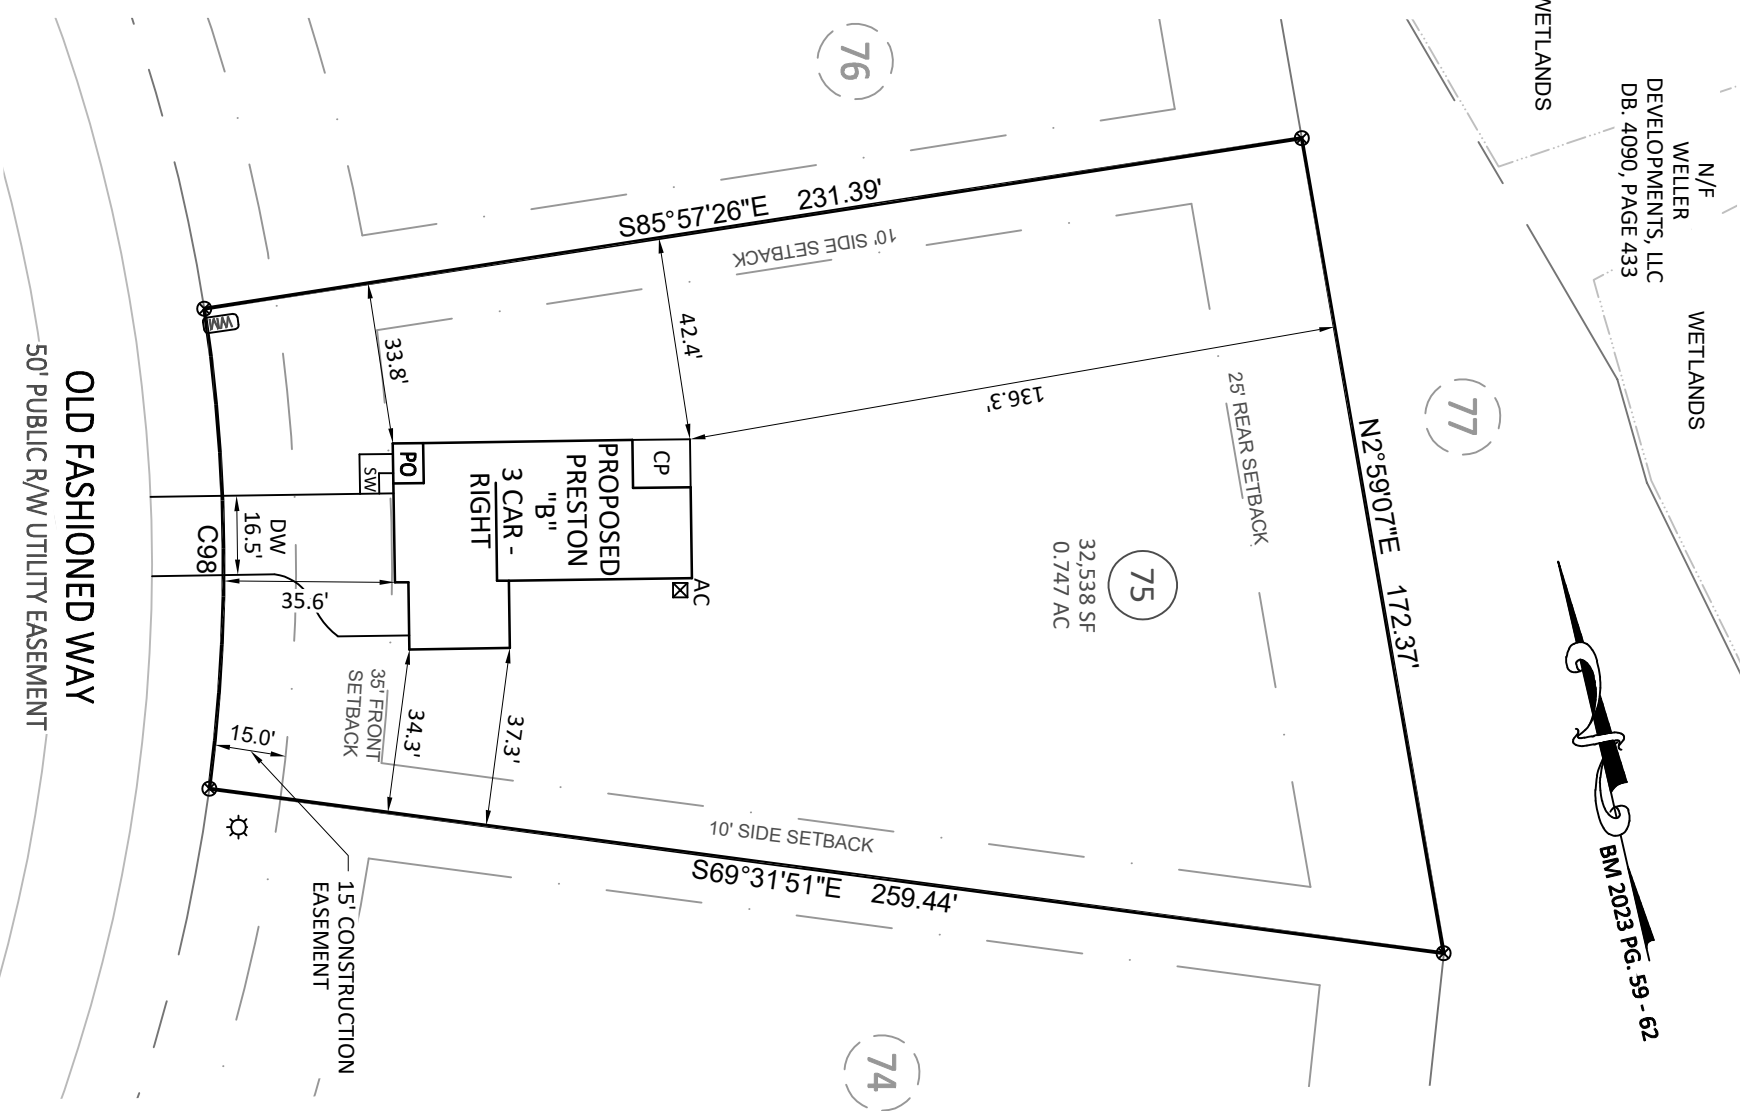 WETLANDS
N/F
WELLER
DEVELOPMENTS, LLC
DB. 4090, PAGE 433
WETLANDS
76
77
S85°57'26"E 231.39'
10' SIDE SETBACK
42.4'
33.8'
136.3'
25' REAR SETBACK
N2°59'07"E 172.37'
WM
OLD FASHIONED WAY
50' PUBLIC R/W UTILITY EASEMENT
C98
DW
16.5'
35.6'
SW
PO
CP
PROPOSED
PRESTON
"B"
3 CAR -
RIGHT
AC
75
32,538 SF
0.747 AC
35' FRONT
SETBACK
34.3'
37.3'
15.0'
10' SIDE SETBACK
S69°31'51"E 259.44'
15' CONSTRUCTION
EASEMENT
74
BM 2023 PG. 59 - 62